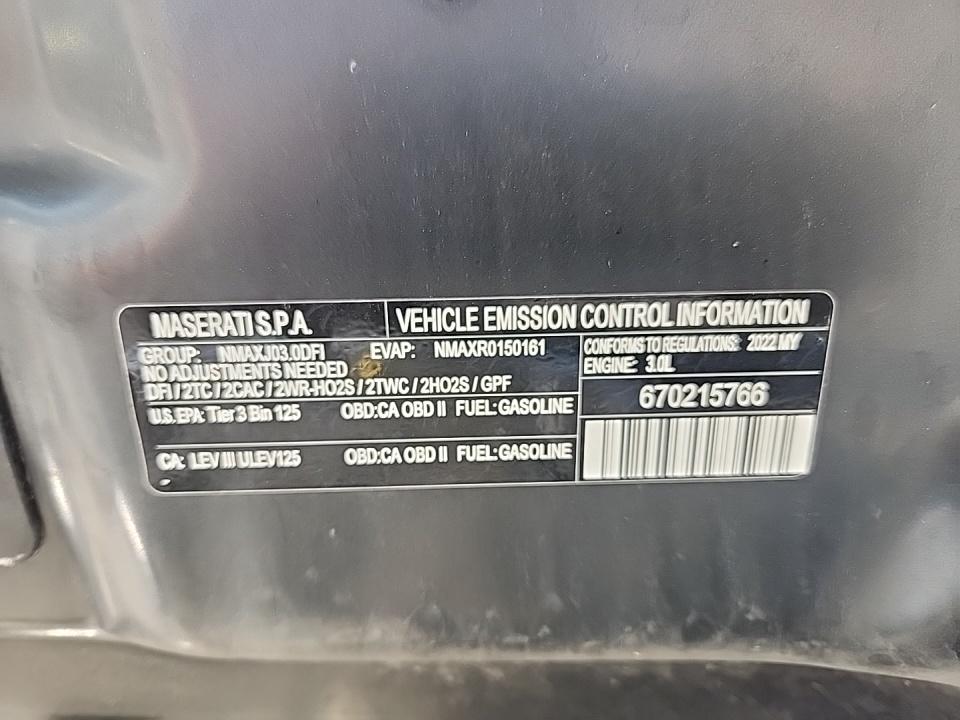 MASERATI S.P.A. VEHICLE EMISSION CONTROL INFORMATION
GROUP: NMAXJ03.0DFI EVAP: NMAXR0150161
NO ADJUSTMENTS NEEDED
DFI / 2TC / 2CAC / 2WR-HO2S / 2TWC / 2HO2S / GPF
U.S. EPA: Tier 3 Bin 125 OBD:CA OBD II FUEL:GASOLINE
CA: LEV III ULEV125 OBD:CA OBD II FUEL:GASOLINE
CONFORMS TO REGULATIONS: 2022 MY
ENGINE: 3.0L
670215766